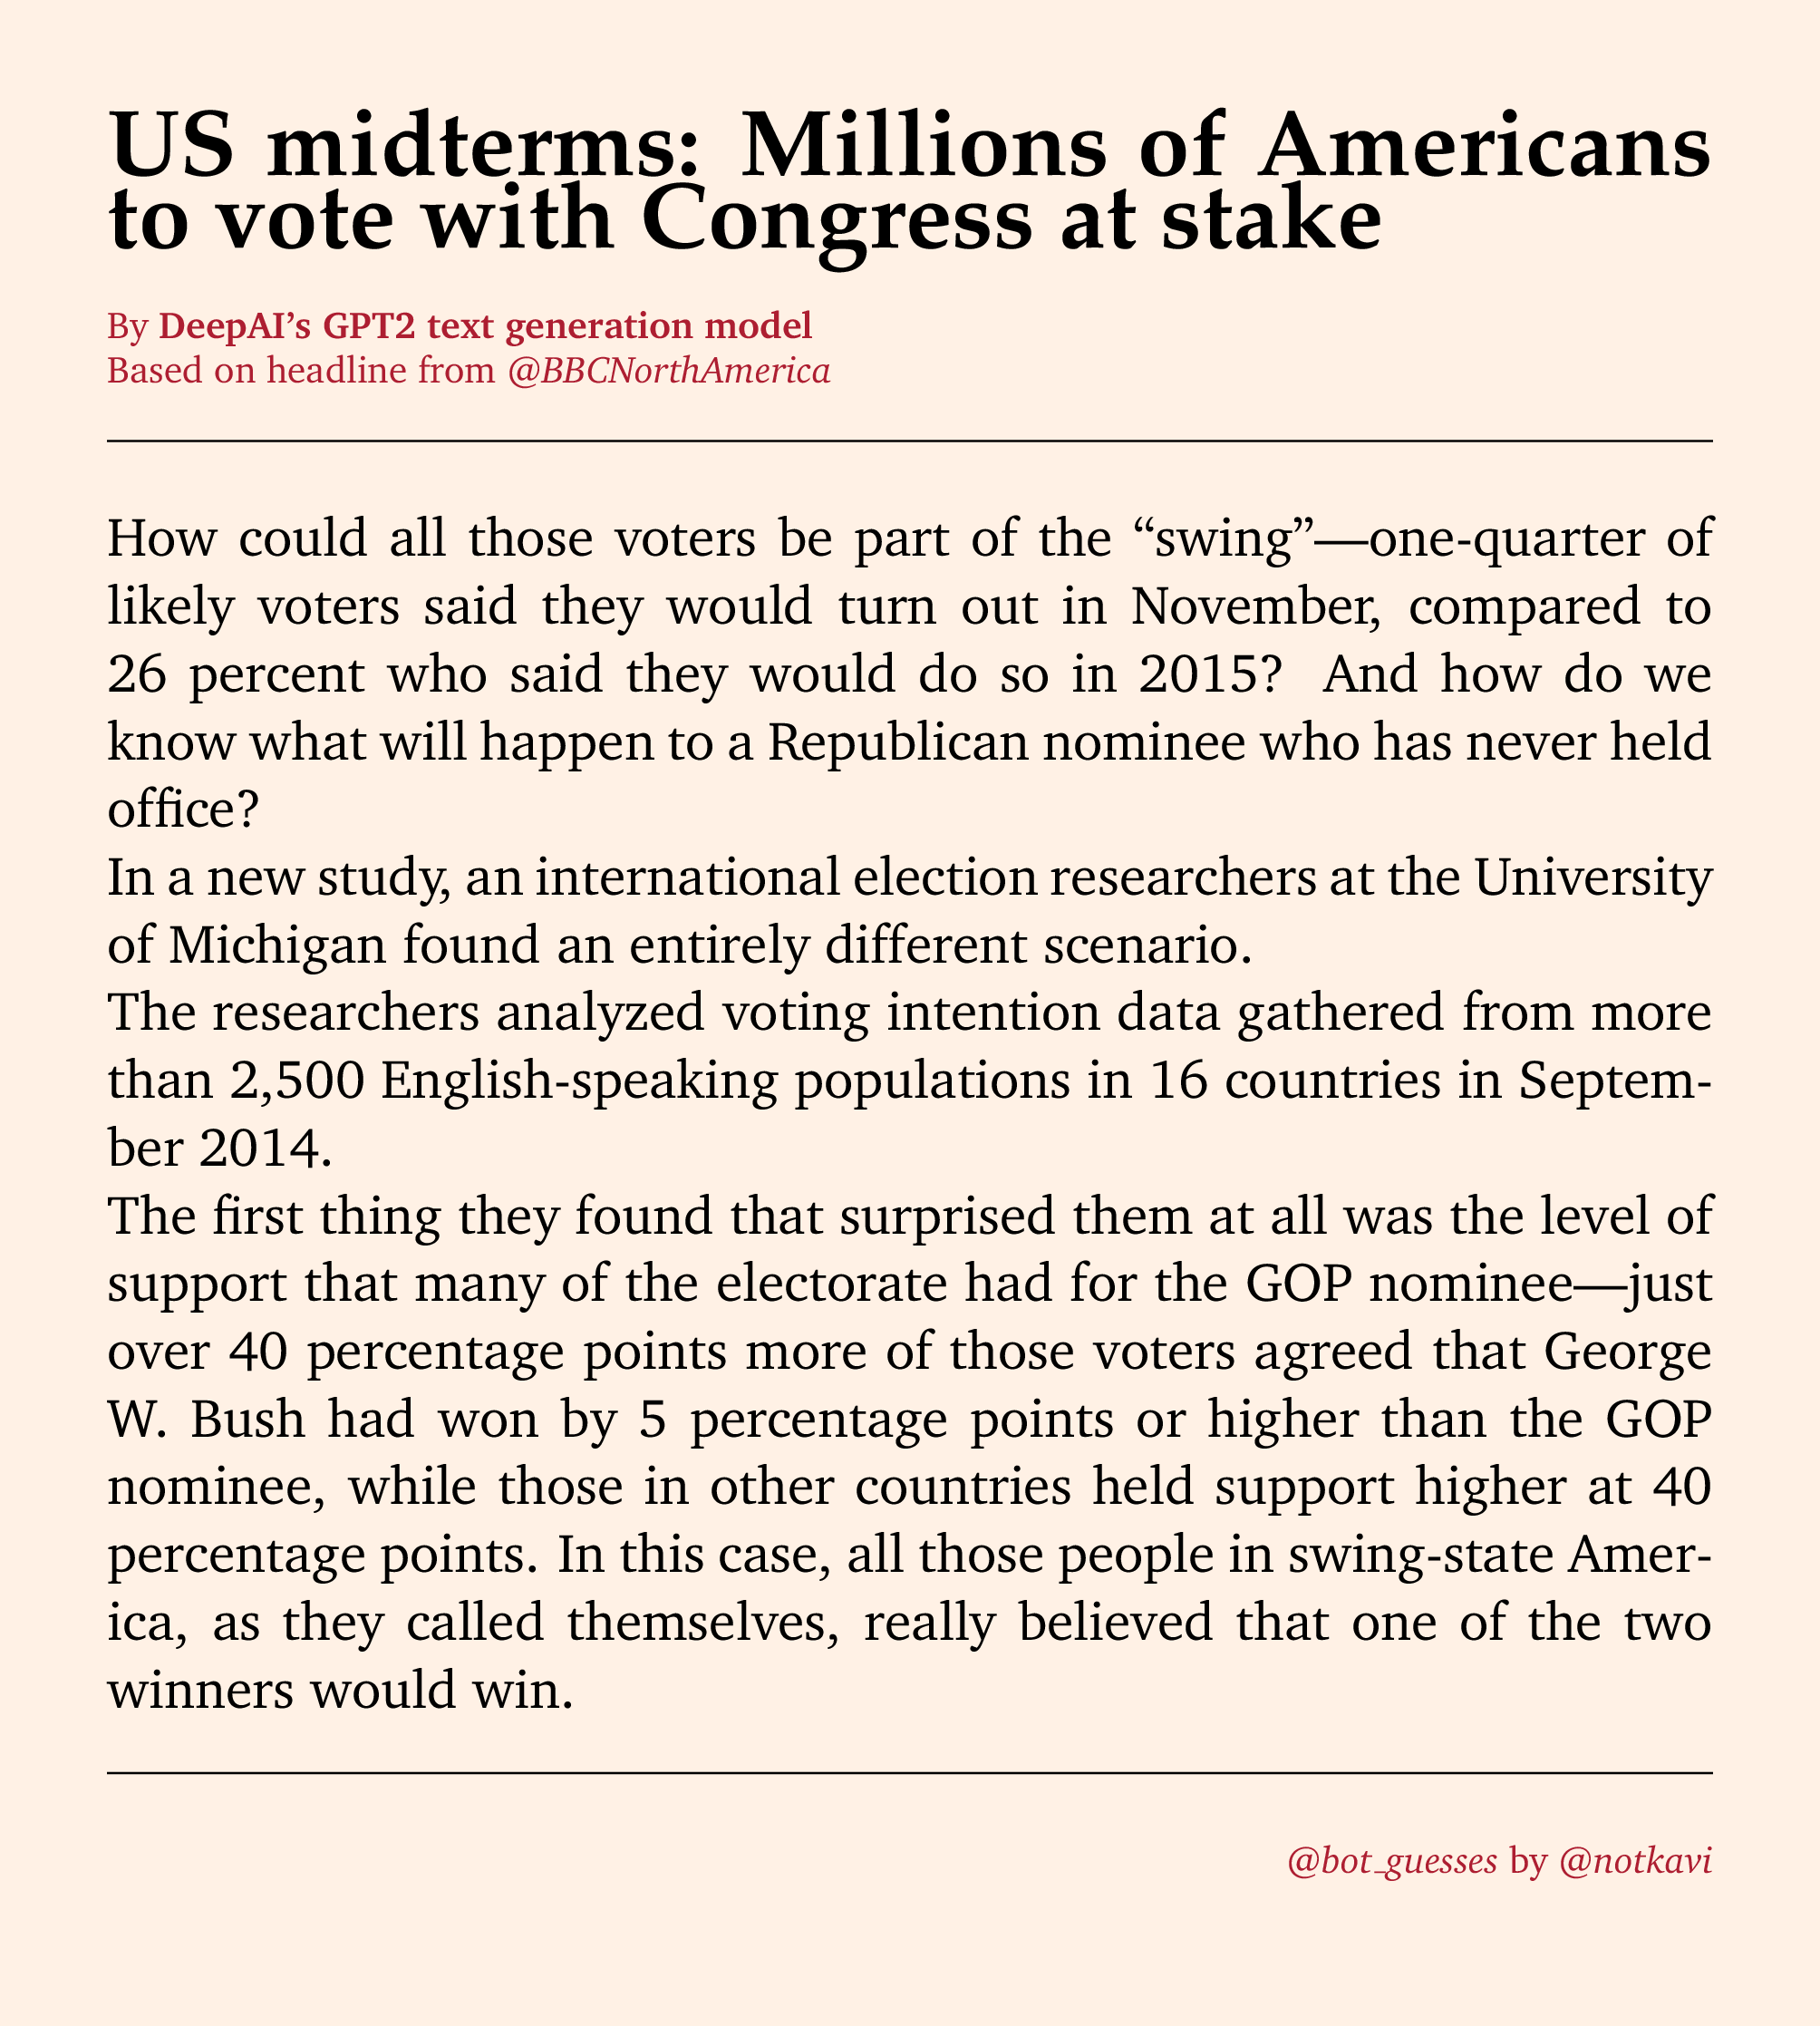 US midterms: Millions of Americans
to vote with Congress at stake
By DeepAI’s GPT2 text generation model
Based on headline from @BBCNorthAmerica
How could all those voters be part of the “swing”—one-quarter of
likely voters said they would turn out in November, compared to
26 percent who said they would do so in 2015? And how do we
know what will happen to a Republican nominee who has never held
office?
In a new study, an international election researchers at the University
of Michigan found an entirely different scenario.
The researchers analyzed voting intention data gathered from more
than 2,500 English-speaking populations in 16 countries in Septem-
ber 2014.
The first thing they found that surprised them at all was the level of
support that many of the electorate had for the GOP nominee—just
over 40 percentage points more of those voters agreed that George
W. Bush had won by 5 percentage points or higher than the GOP
nominee, while those in other countries held support higher at 40
percentage points. In this case, all those people in swing-state Amer-
ica, as they called themselves, really believed that one of the two
winners would win.
@bot_guesses by @notkavi